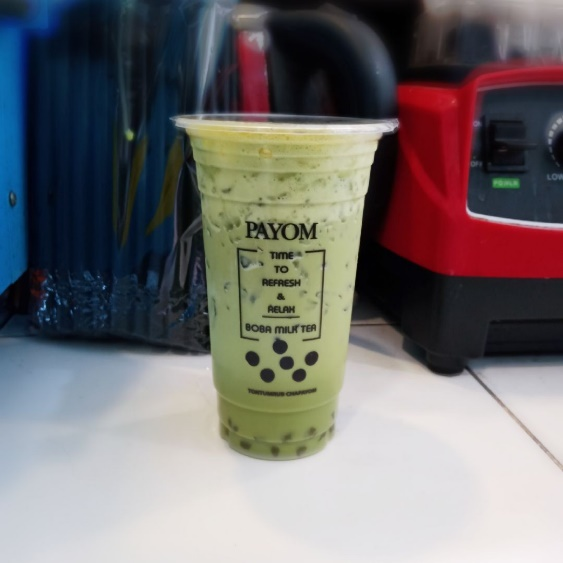 PAYOM
TIME
TO
REFRESH
&
RELAX
BOBA MILK TEA
OFF
LOW